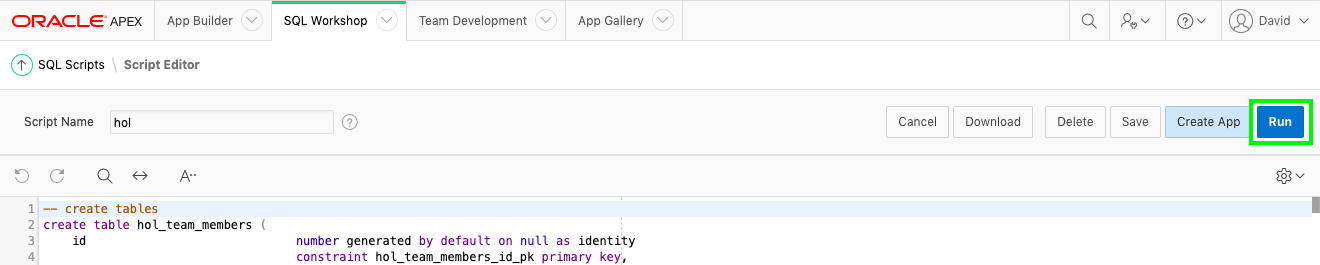 ORACLE APEX App Builder SQL Workshop Team Development App Gallery David
SQL Scripts \ Script Editor
Script Name hol ? Cancel Download Delete Save Create App Run
A··
1 -- create tables
2 create table hol_team_members (
3 id number generated by default on null as identity
4 constraint hol_team_members_id_pk primary key,